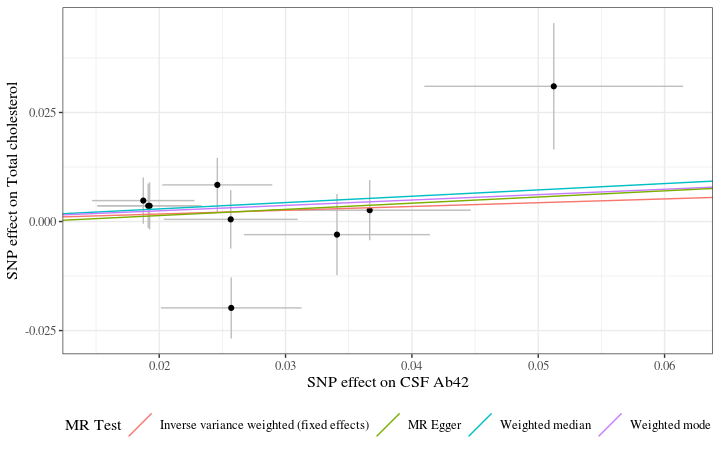 SNP effect on Total cholesterol
0.025
0.000
-0.025
0.02 0.03 0.04 0.05 0.06
SNP effect on CSF Ab42
MR Test Inverse variance weighted (fixed effects) MR Egger Weighted median Weighted mode